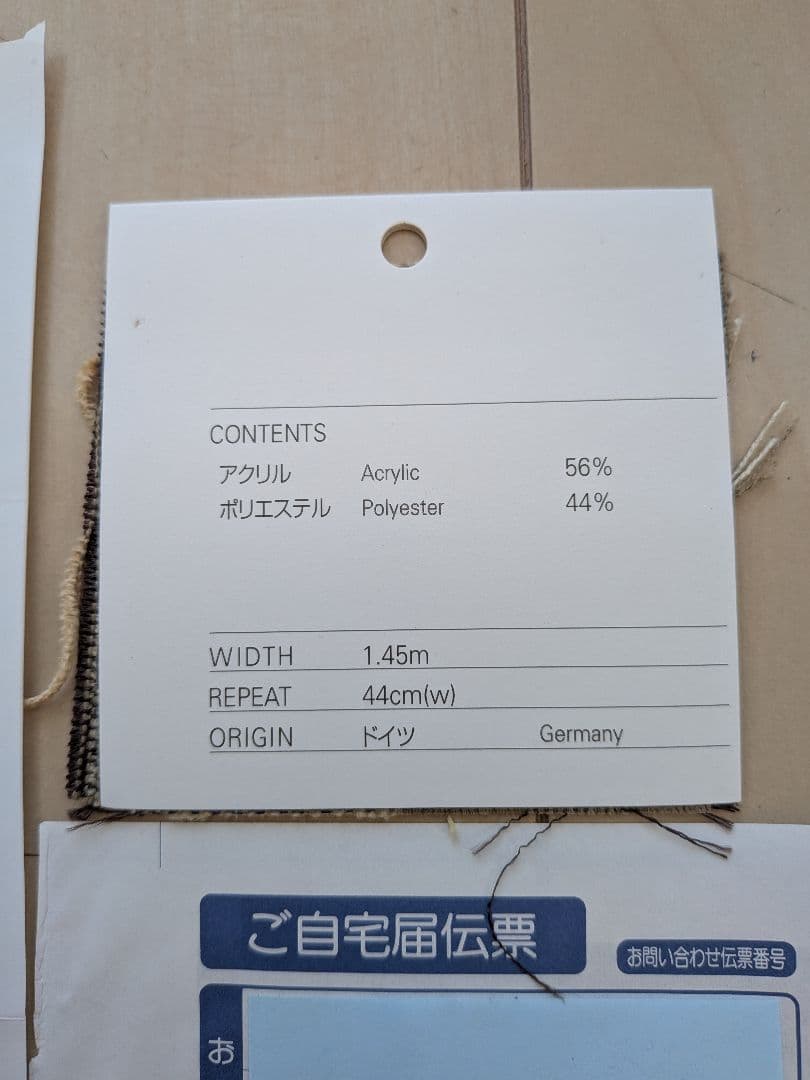 CONTENTS
アクリル Acrylic 56%
ポリエステル Polyester 44%
WIDTH 1.45m
REPEAT 44cm(w)
ORIGIN ドイツ Germany
ご自宅届伝票
お問い合わせ伝票番号
お